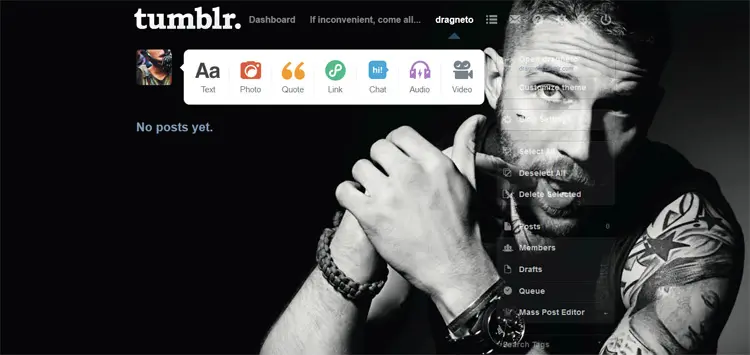 tumblr.
Dashboard
If inconvenient, come all...
dragneto
Aa
hi!
Text
Photo
Quote
Link
Chat
Audio
Video
No posts yet.
Open dragneto
Customize theme
Select All
Deselect All
Delete Selected
Posts 0
Members
Drafts
Queue
Mass Post Editor
Search Tags